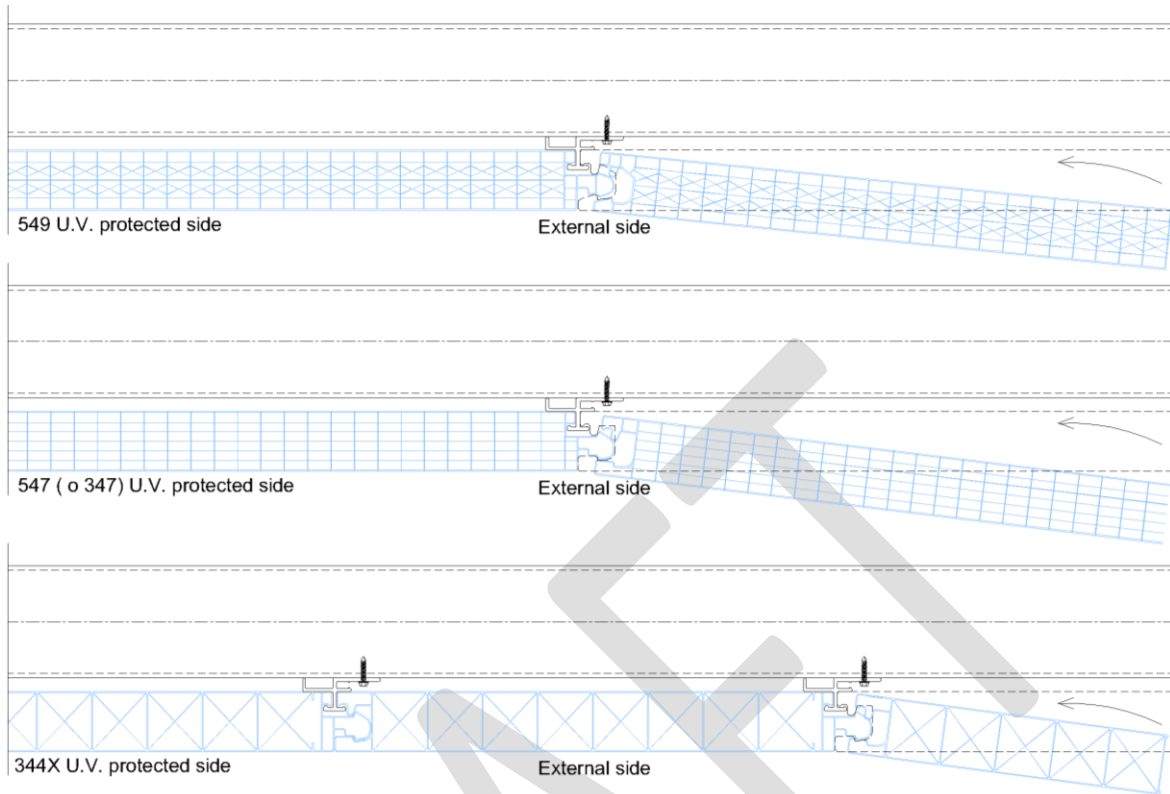 549 U.V. protected side
External side
547 ( o 347) U.V. protected side
External side
344X U.V. protected side
External side